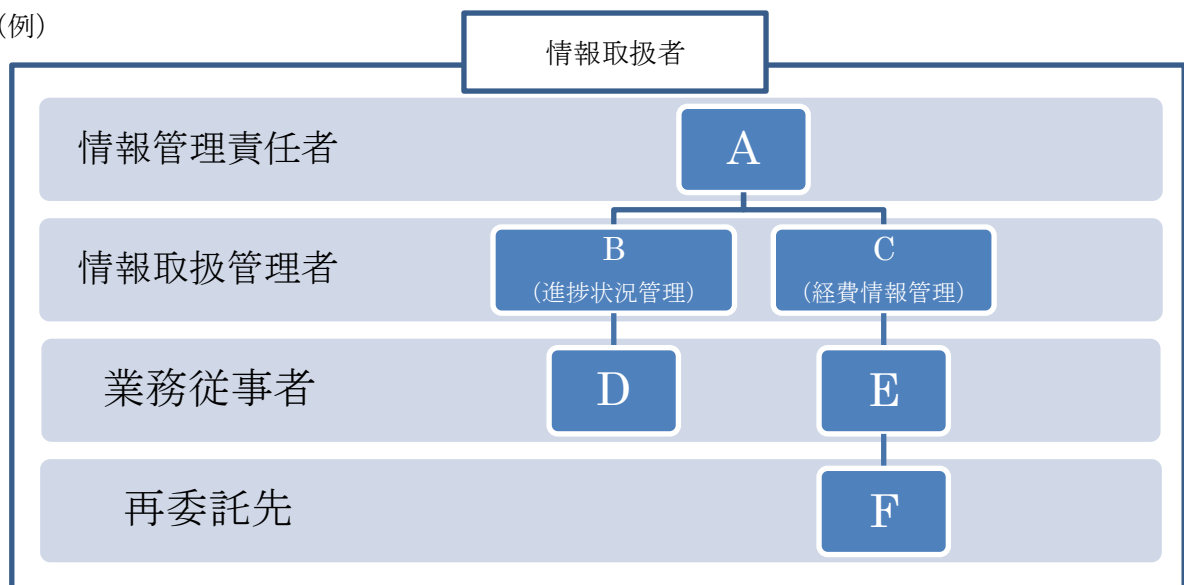 (例)
情報取扱者
情報管理責任者
A
情報取扱管理者
B
（進捗状況管理）
C
（経費情報管理）
業務従事者
D
E
再委託先
F